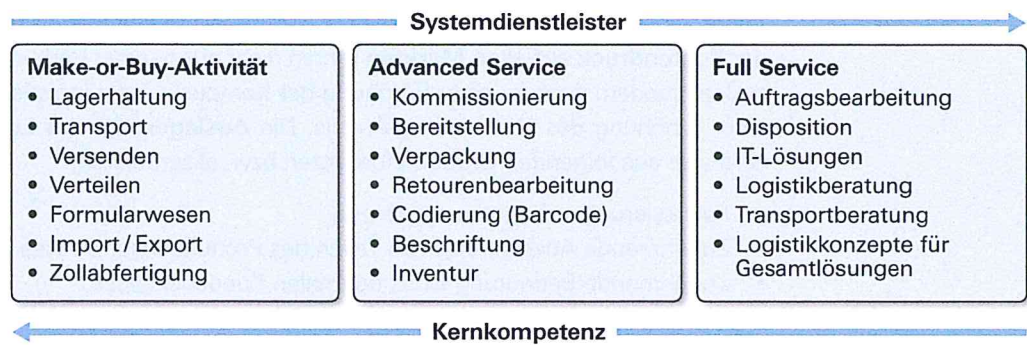 Systemdienstleister
Make-or-Buy-Aktivität
• Lagerhaltung
• Transport
• Versenden
• Verteilen
• Formularwesen
• Import / Export
• Zollabfertigung
Advanced Service
• Kommissionierung
• Bereitstellung
• Verpackung
• Retourenbearbeitung
• Codierung (Barcode)
• Beschriftung
• Inventur
Full Service
• Auftragsbearbeitung
• Disposition
• IT-Lösungen
• Logistikberatung
• Transportberatung
• Logistikkonzepte für
Gesamtlösungen
Kernkompetenz